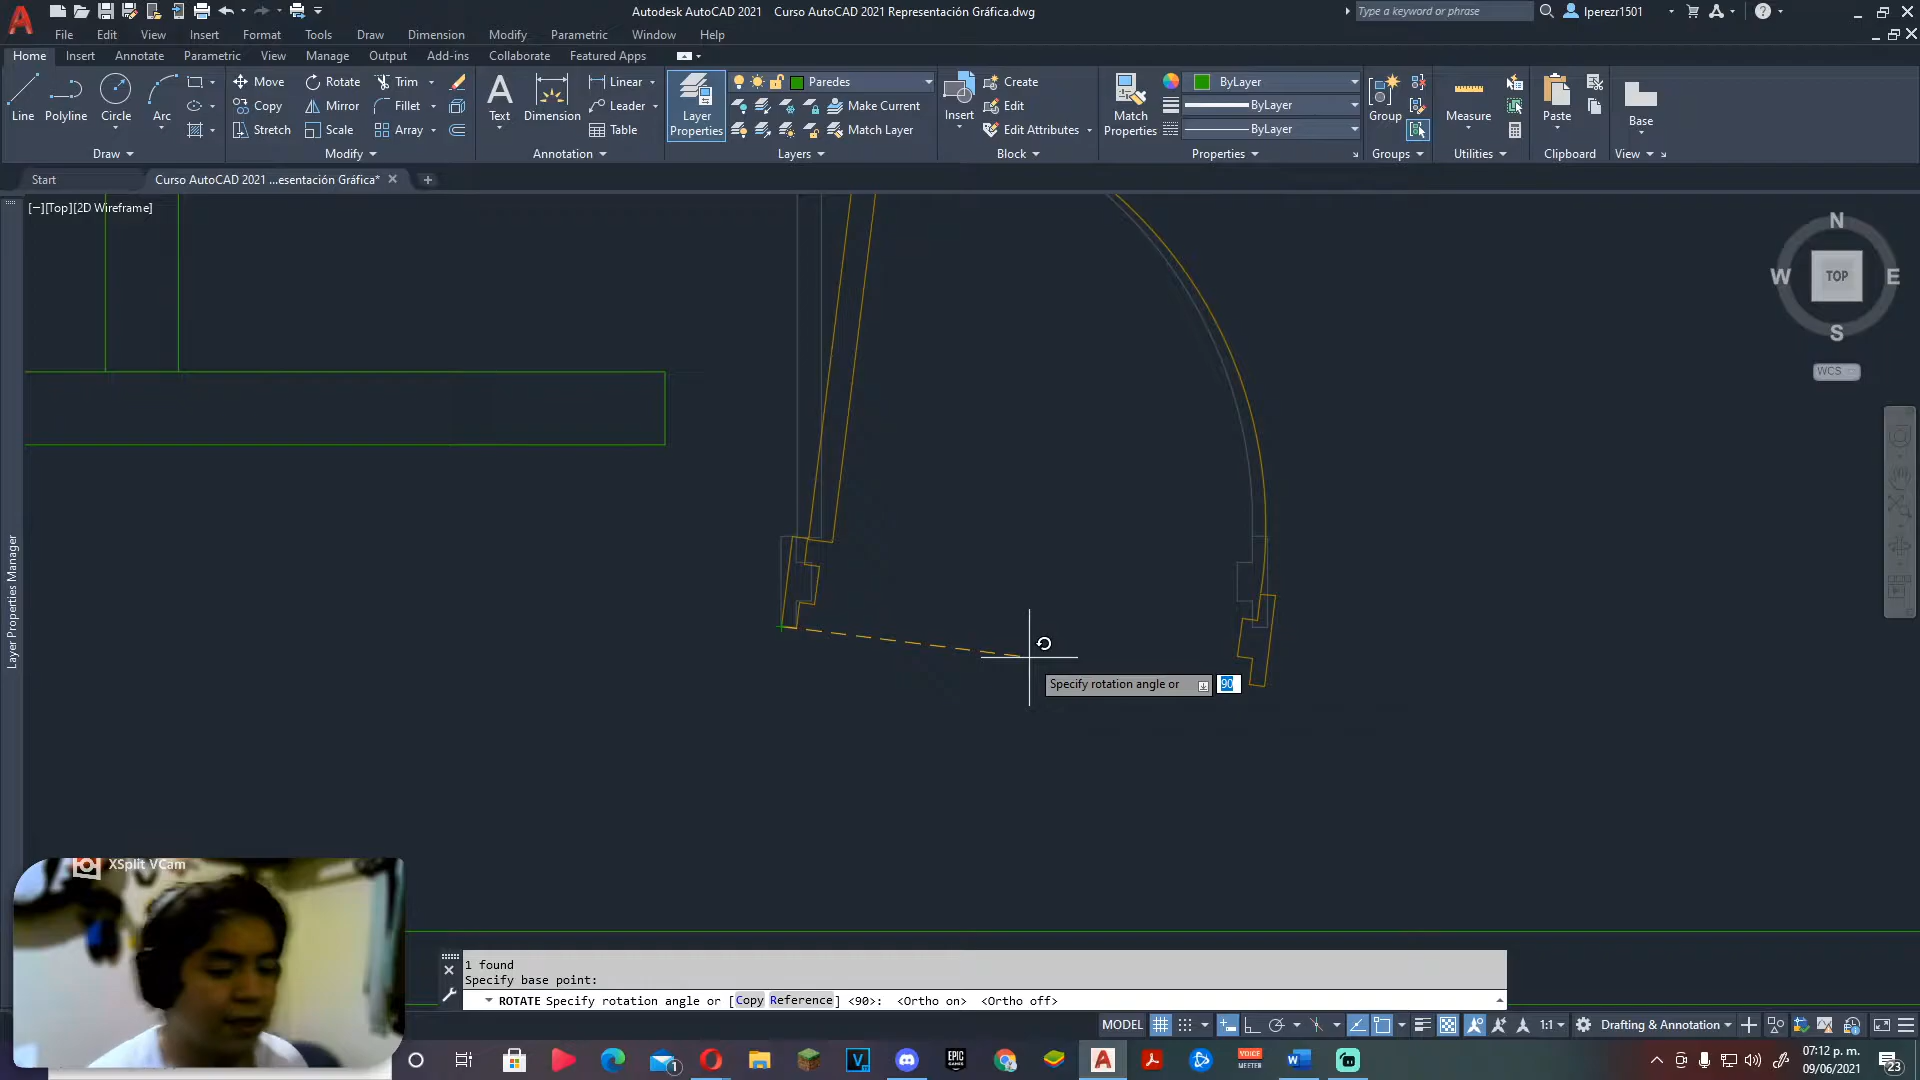 Autodesk AutoCAD 2021 Curso AutoCAD 2021 Representación Gráfica.dwg
Type a keyword or phrase
lperezr1501
File Edit View Insert Format Tools Draw Dimension Modify Parametric Window Help
Home Insert Annotate Parametric View Manage Output Add-ins Collaborate Featured Apps
Line
Polyline
Circle
Arc
Draw
Move Rotate Trim
Copy Mirror Fillet
Stretch Scale Array
Modify
Text
Dimension
Linear
Leader
Table
Annotation
Layer Properties
Paredes
Make Current
Match Layer
Layers
Insert
Create
Edit
Edit Attributes
Block
Match Properties
ByLayer
ByLayer
ByLayer
Properties
Group
Groups
Measure
Utilities
Paste
Clipboard
Base
View
Start
Curso AutoCAD 2021 ...esentación Gráfica*
[−][Top][2D Wireframe]
N
W TOP E
S
WCS
Layer Properties Manager
Specify rotation angle or 90
XSplit VCam
1 found
Specify base point:
ROTATE Specify rotation angle or [Copy Reference] <90>: <Ortho on> <Ortho off>
MODEL
1:1
Drafting & Annotation
1
EPIC GAMES
VOICE MEETER
07:12 p. m.
09/06/2021
23